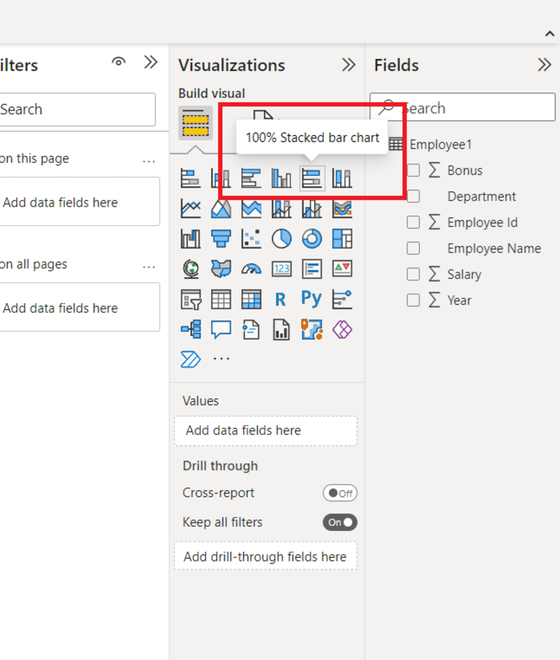 ilters
Search
on this page
...
Add data fields here
on all pages
...
Add data fields here
Visualizations
Build visual
100% Stacked bar chart
123
R
Py
...
Values
Add data fields here
Drill through
Cross-report
Off
Keep all filters
On
Add drill-through fields here
Fields
Search
Employee1
Σ Bonus
Department
Σ Employee Id
Employee Name
Σ Salary
Σ Year